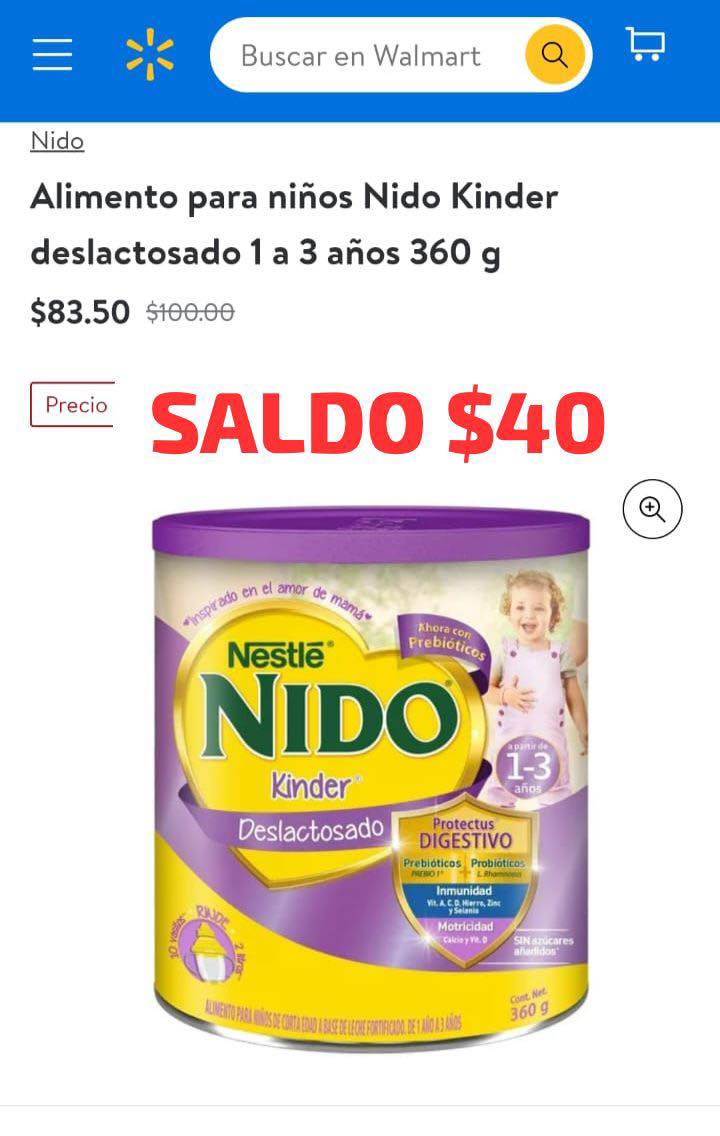 Buscar en Walmart
Nido
Alimento para niños Nido Kinder
deslactosado 1 a 3 años 360 g
$83.50 $100.00
Precio
SALDO $40
Inspirado en el amor de mamá
Ahora con
Prebióticos
Nestlé®
NIDO®
Kinder®
Deslactosado
a partir de
1-3
años
Protectus
DIGESTIVO
Prebióticos + Probióticos
PREBIO 1® L. Rhamnosus
Inmunidad
Vit. A, C, D, Hierro, Zinc
y Selenio
Motricidad
Calcio y Vit. D
SIN azúcares
añadidos*
RINDE
10 vasitos
2 litros
ALIMENTO PARA NIÑOS DE CORTA EDAD A BASE DE LECHE FORTIFICADO. DE 1 AÑO A 3 AÑOS
Cont. Net.
360 g